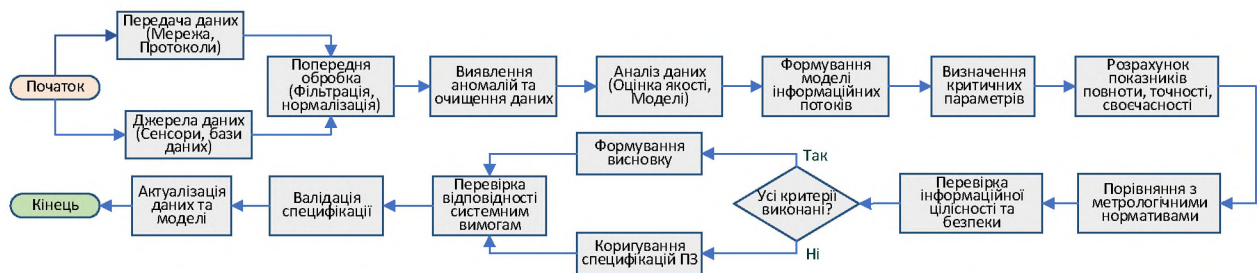 Початок
Передача даних
(Мережа,
Протоколи)
Джерела даних
(Сенсори, бази
даних)
Попередня
обробка
(Фільтрація,
нормалізація)
Виявлення
аномалій та
очищення даних
Аналіз даних
(Оцінка якості,
Моделі)
Формування
моделі
інформаційних
потоків
Визначення
критичних
параметрів
Розрахунок
показників
повноти, точності,
своєчасності
Порівняння з
метрологічними
нормативами
Перевірка
інформаційної
цілісності та
безпеки
Усі критерії
виконані?
Так
Ні
Формування
висновку
Коригування
специфікацій ПЗ
Перевірка
відповідності
системним
вимогам
Валідація
специфікації
Актуалізація
даних та
моделі
Кінець